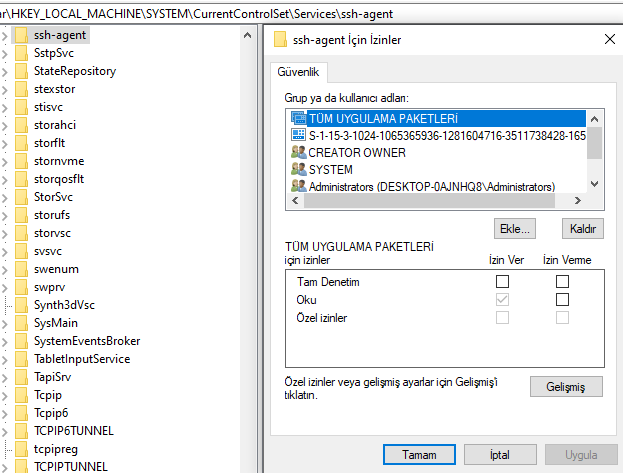 ar\HKEY_LOCAL_MACHINE\SYSTEM\CurrentControlSet\Services\ssh-agent
ssh-agent
SstpSvc
StateRepository
stexstor
stisvc
storahci
storflt
stornvme
storqosflt
StorSvc
storufs
storvsc
svsvc
swenum
swprv
Synth3dVsc
SysMain
SystemEventsBroker
TabletInputService
TapiSrv
Tcpip
Tcpip6
TCPIP6TUNNEL
tcpipreg
TCPIPTUNNEL
ssh-agent İçin İzinler
Güvenlik
Grup ya da kullanıcı adları:
TÜM UYGULAMA PAKETLERİ
S-1-15-3-1024-1065365936-1281604716-3511738428-165
CREATOR OWNER
SYSTEM
Administrators (DESKTOP-0AJNHQ8\Administrators)
Ekle...
Kaldır
TÜM UYGULAMA PAKETLERİ
için izinler
İzin Ver
İzin Verme
Tam Denetim
Oku
Özel izinler
Özel izinler veya gelişmiş ayarlar için Gelişmiş'i
tıklatın.
Gelişmiş
Tamam
İptal
Uygula